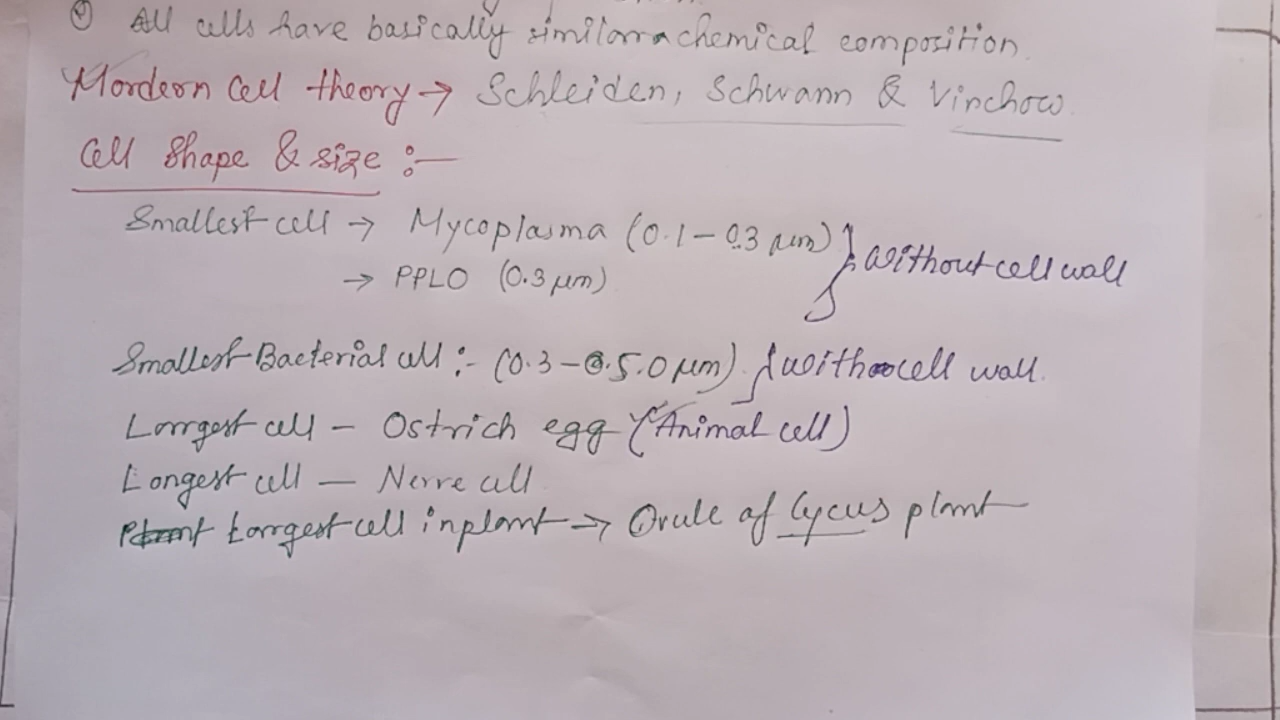 ④ All cells have basically similar chemical composition.
Mordern Cell theory → Schleiden, Schwann & Virchow.
Cell Shape & size :-
Smallest cell → Mycoplasma (0.1 – 0.3 μm) } without cell wall
→ PPLO (0.3 μm)
Smallest Bacterial cell :- (0.3 – 5.0 μm). } with cell wall.
Largest cell – Ostrich egg (Animal cell)
Longest cell – Nerve cell
Largest cell in plant → Ovule of Cycus plant